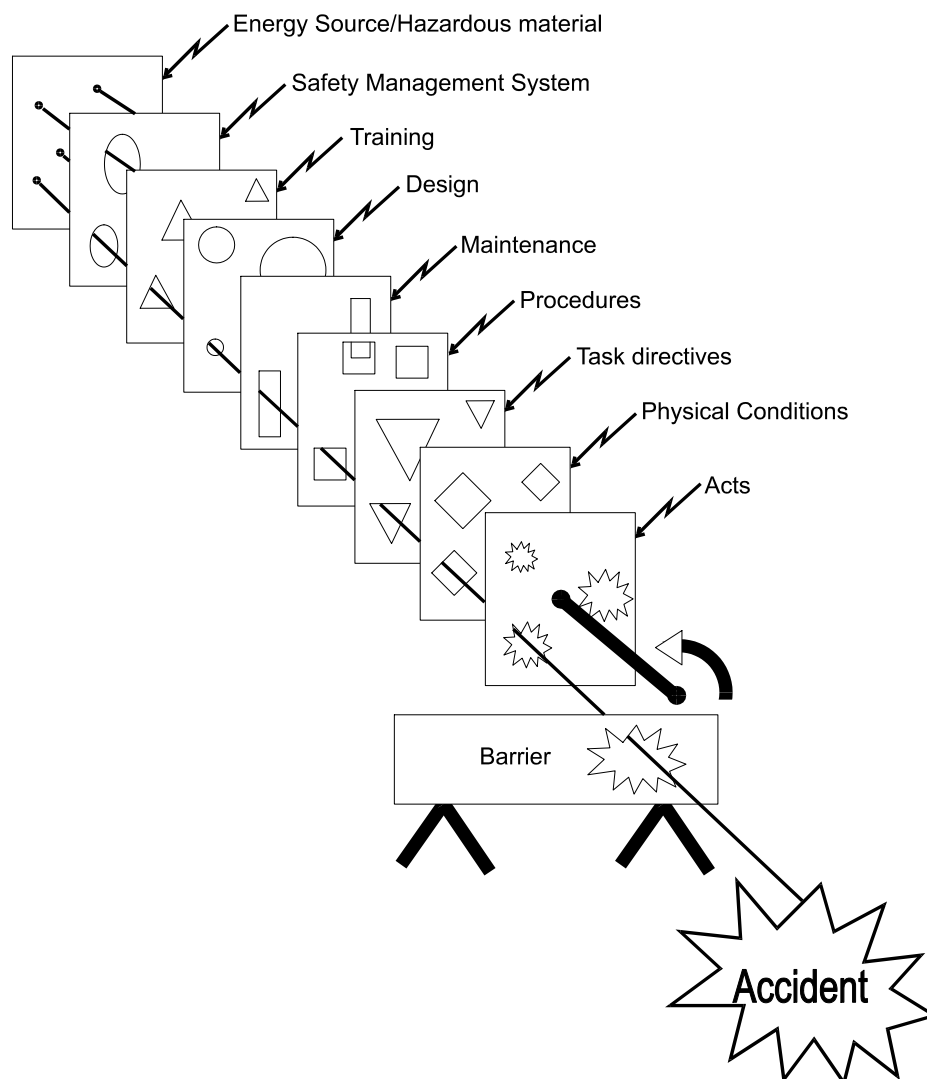 Energy Source/Hazardous material
Safety Management System
Training
Design
Maintenance
Procedures
Task directives
Physical Conditions
Acts
Barrier
Accident